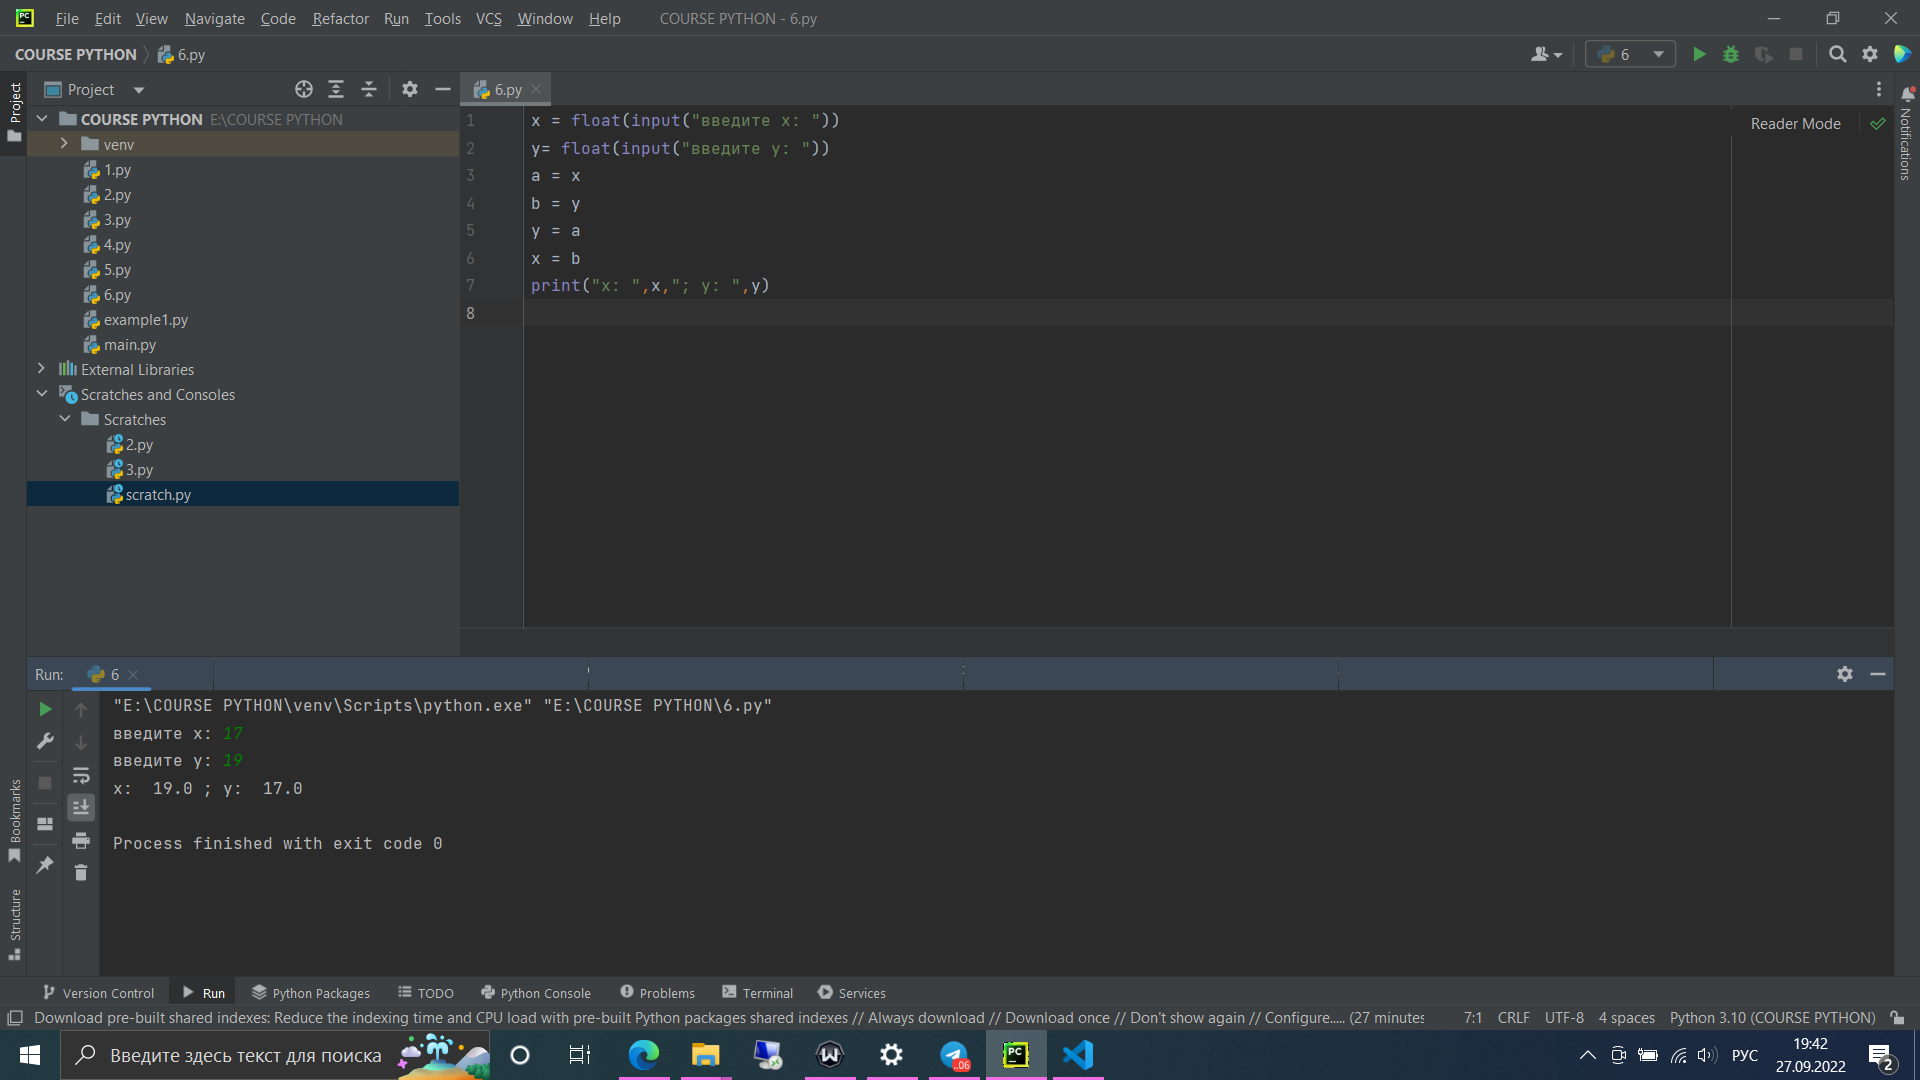 File Edit View Navigate Code Refactor Run Tools VCS Window Help COURSE PYTHON - 6.py
COURSE PYTHON 6.py
6
Project
Project
6.py
COURSE PYTHON E:\COURSE PYTHON
venv
1.py
2.py
3.py
4.py
5.py
6.py
example1.py
main.py
External Libraries
Scratches and Consoles
Scratches
2.py
3.py
scratch.py
1 x = float(input("введите x: "))
2 y= float(input("введите y: "))
3 a = x
4 b = y
5 y = a
6 x = b
7 print("x: ",x,"; y: ",y)
8
Reader Mode
Notifications
Run: 6
"E:\COURSE PYTHON\venv\Scripts\python.exe" "E:\COURSE PYTHON\6.py"
введите x: 17
введите y: 19
x:  19.0 ; y:  17.0
Process finished with exit code 0
Bookmarks
Structure
Version Control Run Python Packages TODO Python Console Problems Terminal Services
Download pre-built shared indexes: Reduce the indexing time and CPU load with pre-built Python packages shared indexes // Always download // Download once // Don't show again // Configure..... (27 minutes 7:1 CRLF UTF-8 4 spaces Python 3.10 (COURSE PYTHON)
Введите здесь текст для поиска
PC
..06
РУС
19:42
27.09.2022
2